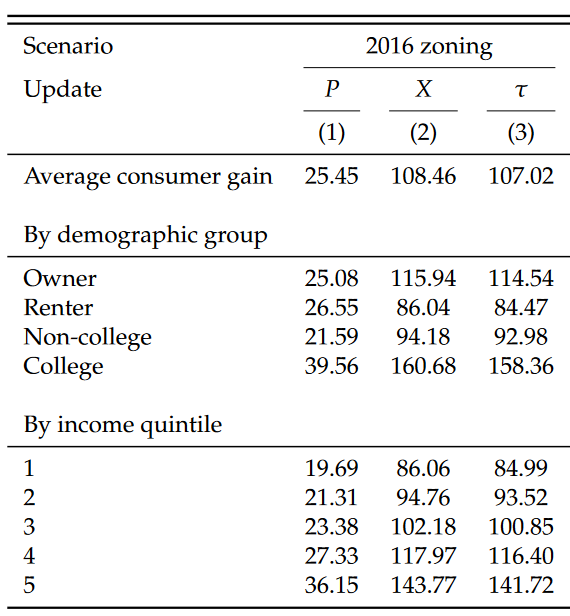 Scenario 2016 zoning
Update P X τ
(1) (2) (3)
Average consumer gain 25.45 108.46 107.02
By demographic group
Owner 25.08 115.94 114.54
Renter 26.55 86.04 84.47
Non-college 21.59 94.18 92.98
College 39.56 160.68 158.36
By income quintile
1 19.69 86.06 84.99
2 21.31 94.76 93.52
3 23.38 102.18 100.85
4 27.33 117.97 116.40
5 36.15 143.77 141.72